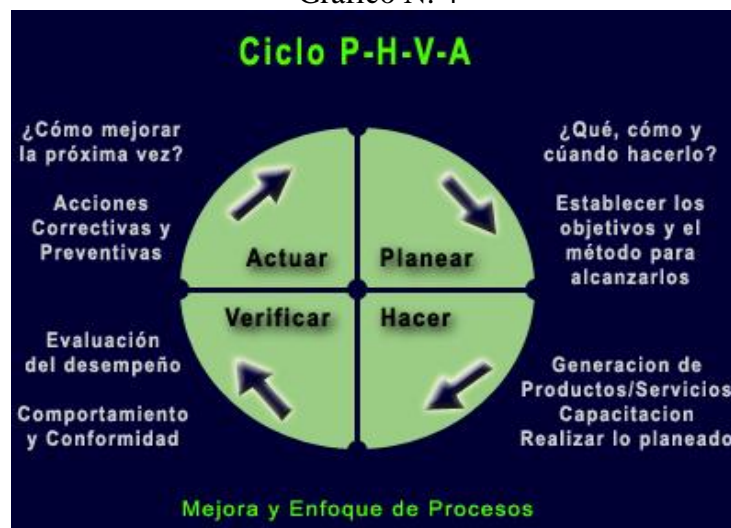 Gráfico N. 4
Ciclo P-H-V-A
¿Cómo mejorar
la próxima vez?
Acciones
Correctivas y
Preventivas
¿Qué, cómo y
cúando hacerlo?
Establecer los
objetivos y el
método para
alcanzarlos
Actuar
Planear
Verificar
Hacer
Evaluación
del desempeño
Comportamiento
y Conformidad
Generacion de
Productos/Servicios
Capacitacion
Realizar lo planeado
Mejora y Enfoque de Procesos